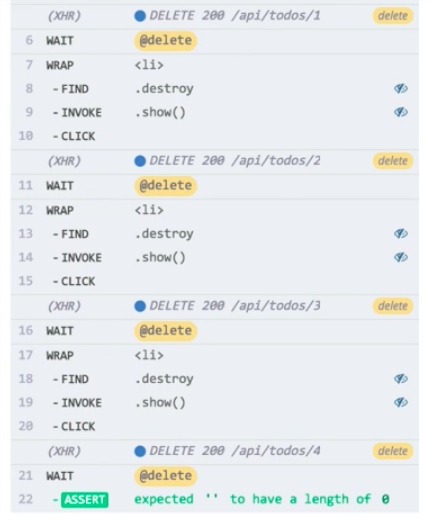 (XHR) DELETE 200 /api/todos/1 delete
6 WAIT @delete
7 WRAP <li>
8 - FIND .destroy
9 - INVOKE .show()
10 - CLICK
(XHR) DELETE 200 /api/todos/2 delete
11 WAIT @delete
12 WRAP <li>
13 - FIND .destroy
14 - INVOKE .show()
15 - CLICK
(XHR) DELETE 200 /api/todos/3 delete
16 WAIT @delete
17 WRAP <li>
18 - FIND .destroy
19 - INVOKE .show()
20 - CLICK
(XHR) DELETE 200 /api/todos/4 delete
21 WAIT @delete
22 - ASSERT expected '' to have a length of 0